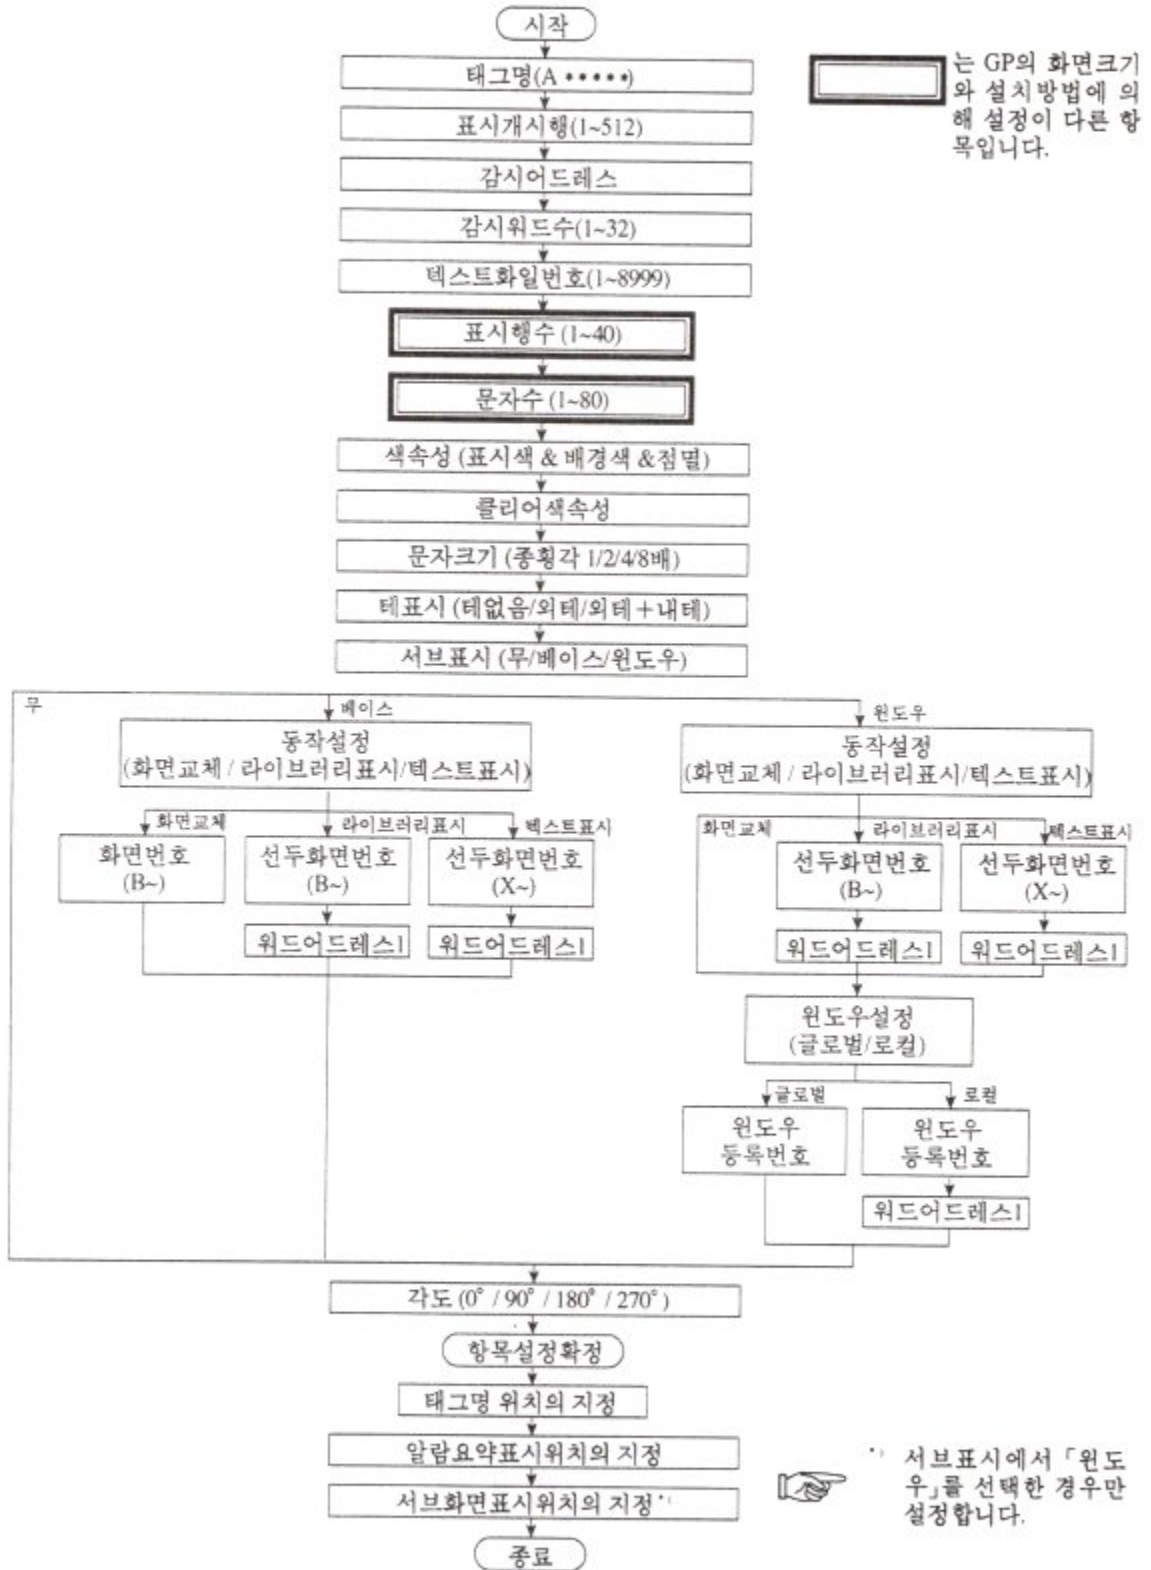 시작
태그명(A •••••)
는 GP의 화면크기
와 설치방법에 의
해 설정이 다른 항
목입니다.
표시개시행(1~512)
감시어드레스
감시워드수(1~32)
텍스트화일번호(1~8999)
표시행수 (1~40)
문자수 (1~80)
색속성 (표시색 & 배경색 &점멸)
클리어색속성
문자크기 (종횡각 1/2/4/8배)
테표시 (테없음/외테/외테+내테)
서브표시 (무/베이스/윈도우)
무
베이스
윈도우
동작설정
(화면교체 / 라이브러리표시/텍스트표시)
동작설정
(화면교체 / 라이브러리표시/텍스트표시)
화면교체
라이브러리표시
텍스트표시
화면번호
(B~)
선두화면번호
(B~)
선두화면번호
(X~)
워드어드레스1
워드어드레스1
화면교체
라이브러리표시
텍스트표시
선두화면번호
(B~)
선두화면번호
(X~)
워드어드레스1
워드어드레스1
윈도우설정
(글로벌/로컬)
글로벌
로컬
윈도우
등록번호
윈도우
등록번호
워드어드레스1
각도 (0° / 90° / 180° / 270° )
항목설정확정
태그명 위치의 지정
알람요약표시위치의 지정
서브화면표시위치의 지정*)
종료
*) 서브표시에서 「윈도
우」를 선택한 경우만
설정합니다.